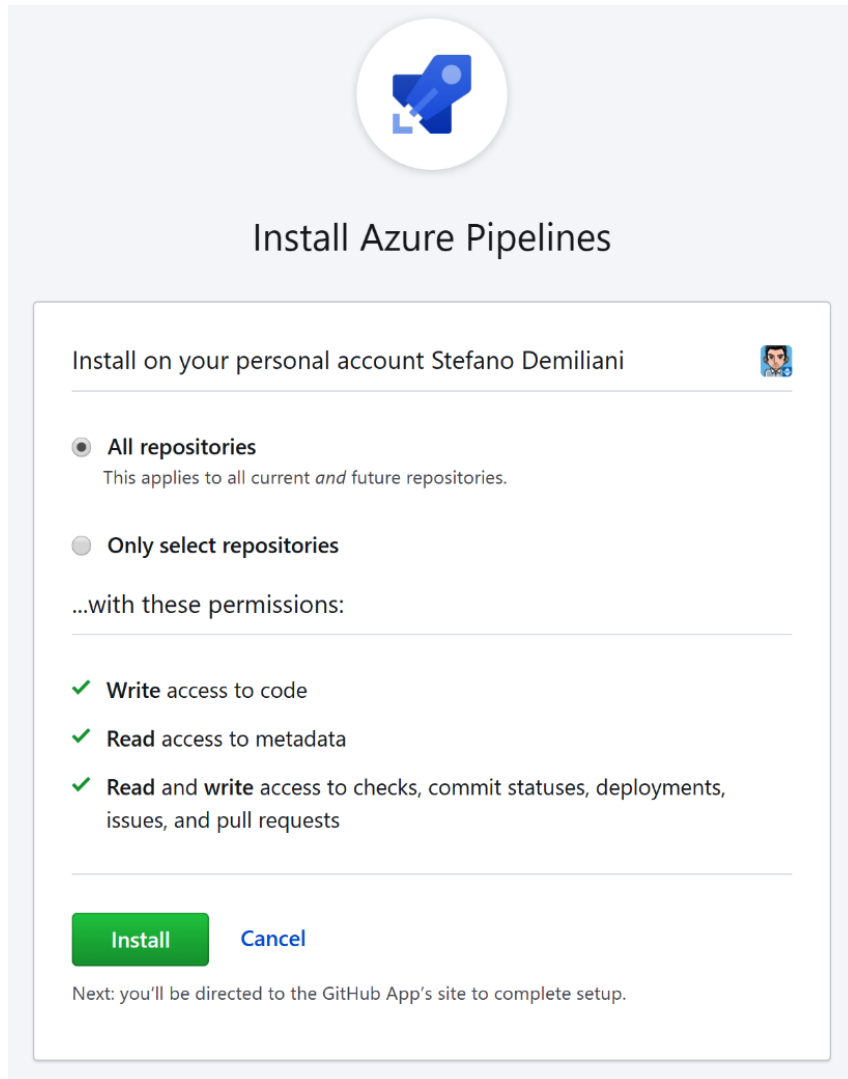 Install Azure Pipelines
Install on your personal account Stefano Demiliani
All repositories
This applies to all current and future repositories.
Only select repositories
...with these permissions:
Write access to code
Read access to metadata
Read and write access to checks, commit statuses, deployments,
issues, and pull requests
Install Cancel
Next: you'll be directed to the GitHub App's site to complete setup.